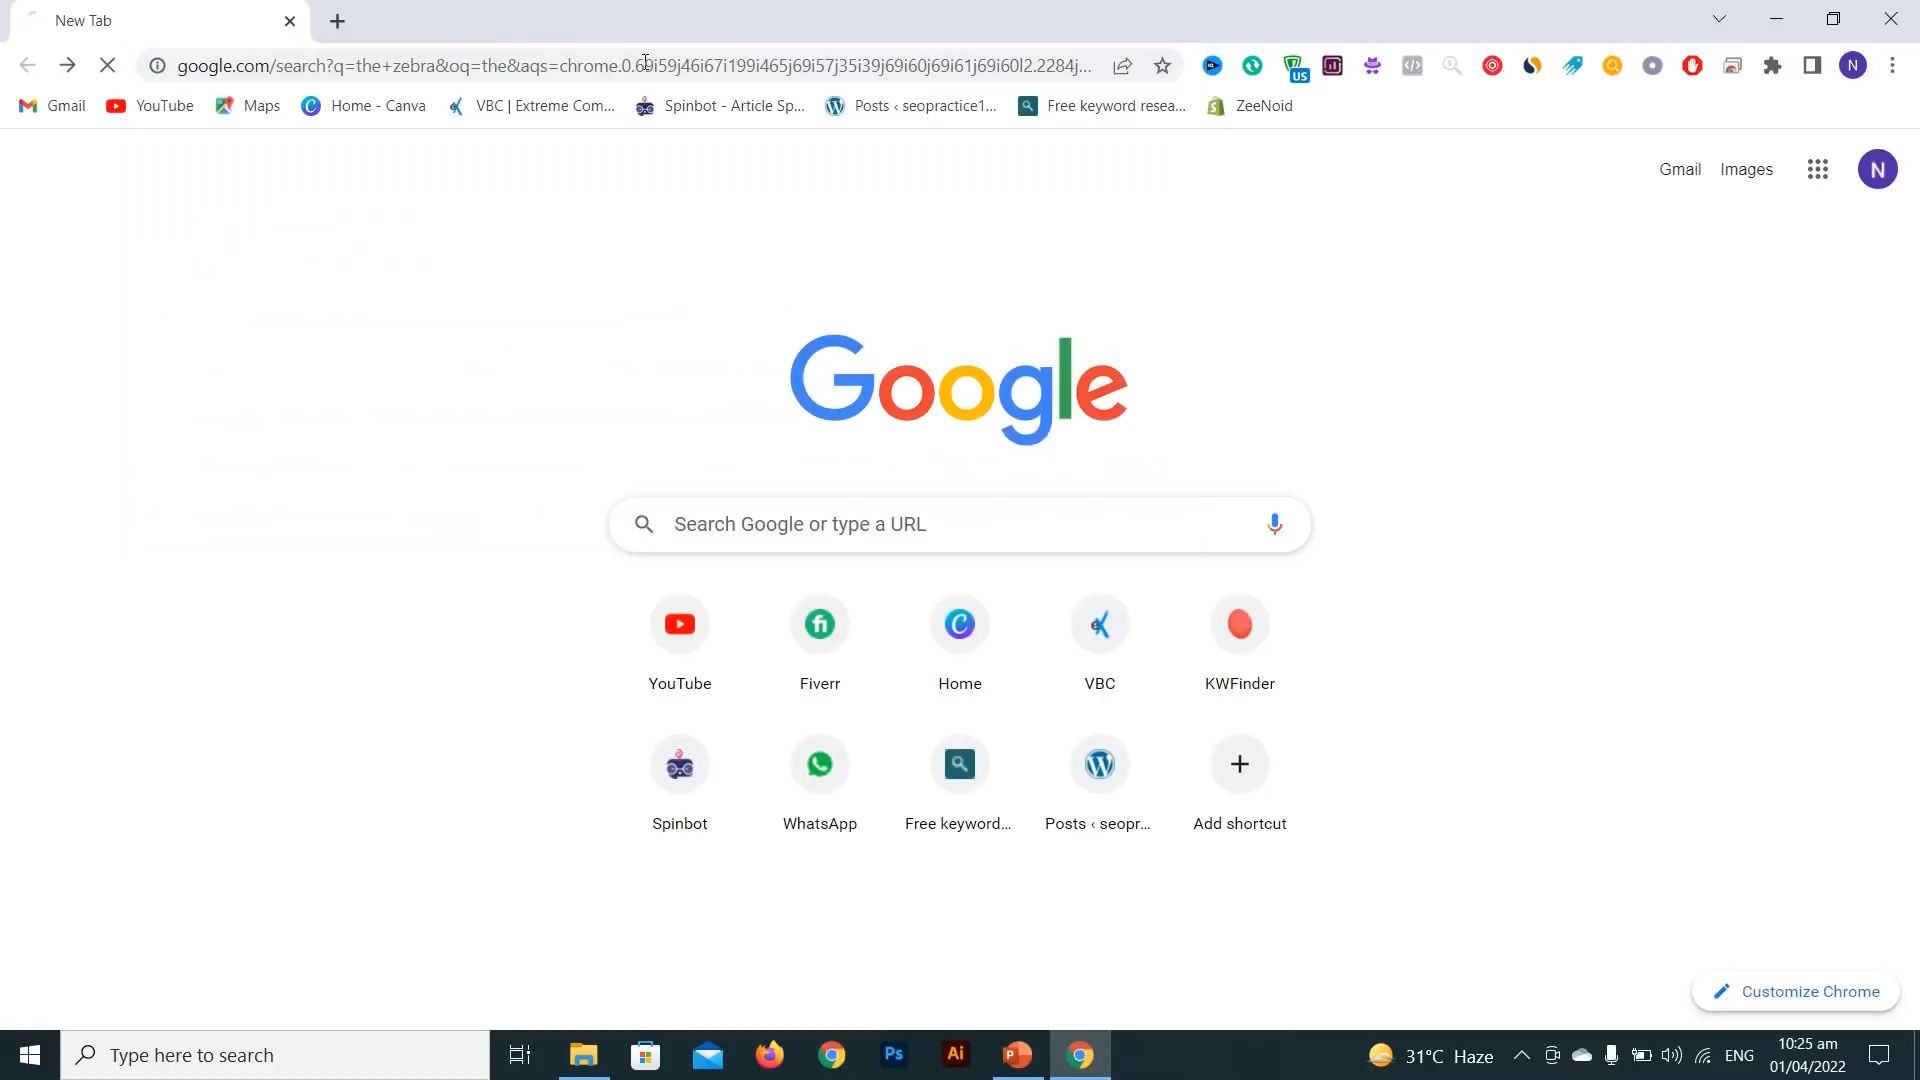 New Tab
google.com/search?q=the+zebra&oq=the&aqs=chrome.0.69i59j46i67i199i465j69i57j35i39j69i60j69i61j69i60l2.2284j...
US
N
Gmail
YouTube
Maps
Home - Canva
VBC | Extreme Com...
Spinbot - Article Sp...
Posts ‹ seopractice1...
Free keyword resea...
ZeeNoid
Gmail Images
N
Google
Search Google or type a URL
YouTube Fiverr Home VBC KWFinder
Spinbot WhatsApp Free keyword... Posts ‹ seopr... Add shortcut
Customize Chrome
Type here to search
Ps
Ai
31°C Haze
ENG
10:25 am
01/04/2022